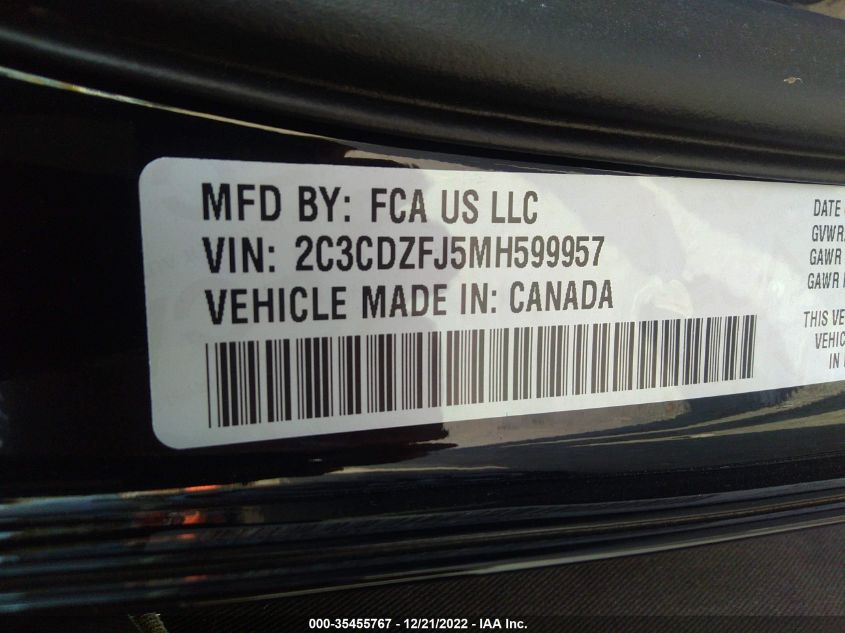 MFD BY: FCA US LLC
VIN: 2C3CDZFJ5MH599957
VEHICLE MADE IN: CANADA
DATE
GVWR
GAWR
GAWR
THIS VE
VEHIC
IN
000-35455767 - 12/21/2022 - IAA Inc.